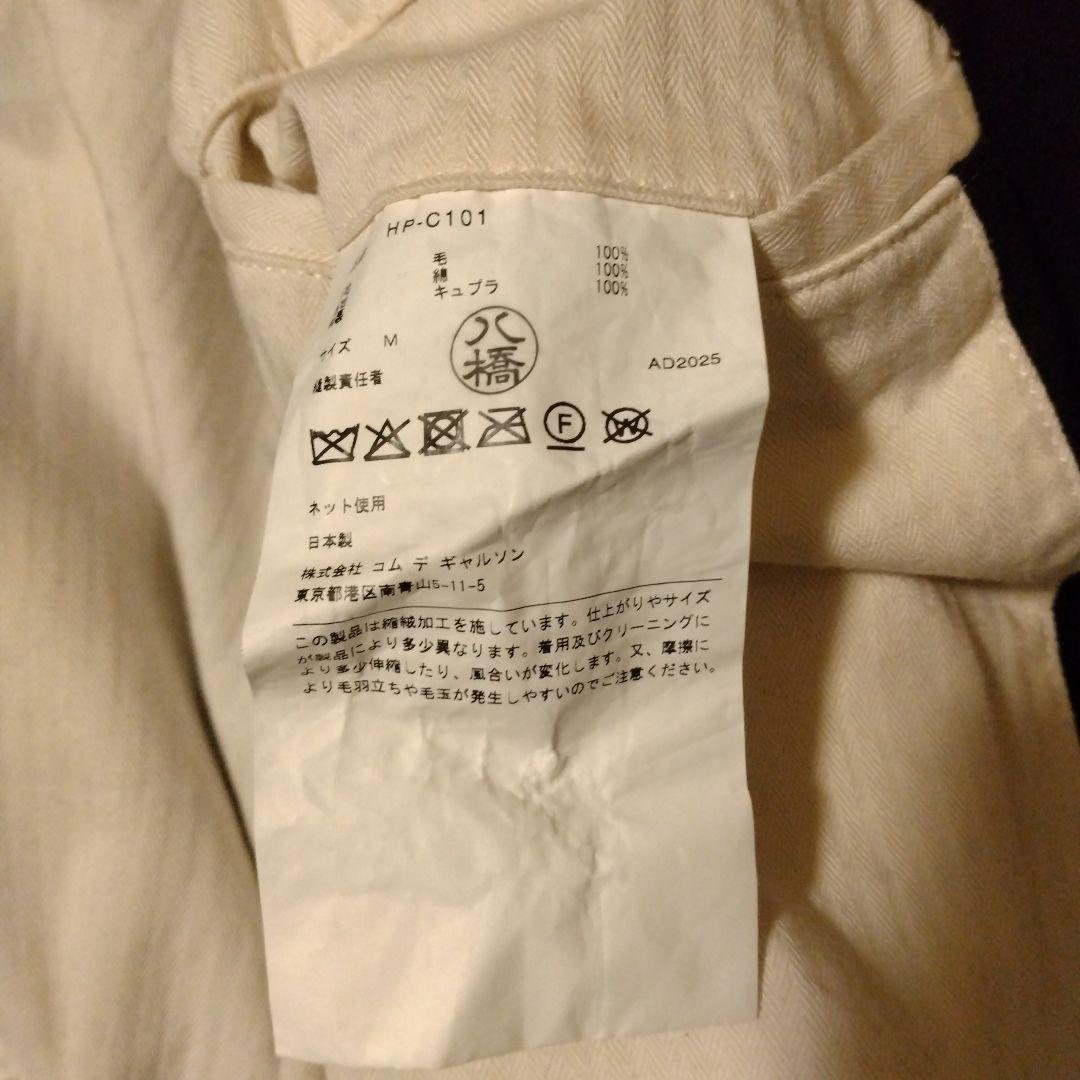 HP-C101
毛 100%
綿 100%
キュプラ 100%
サイズ M
八橋
縫製責任者
AD2025
F
W
ネット使用
日本製
株式会社 コム デ ギャルソン
東京都港区南青山5-11-5
この製品は縮絨加工を施しています。仕上がりやサイズ
が製品により多少異なります。着用及びクリーニングに
より多少伸縮したり、風合いが変化します。又、摩擦に
より毛羽立ちや毛玉が発生しやすいのでご注意ください。